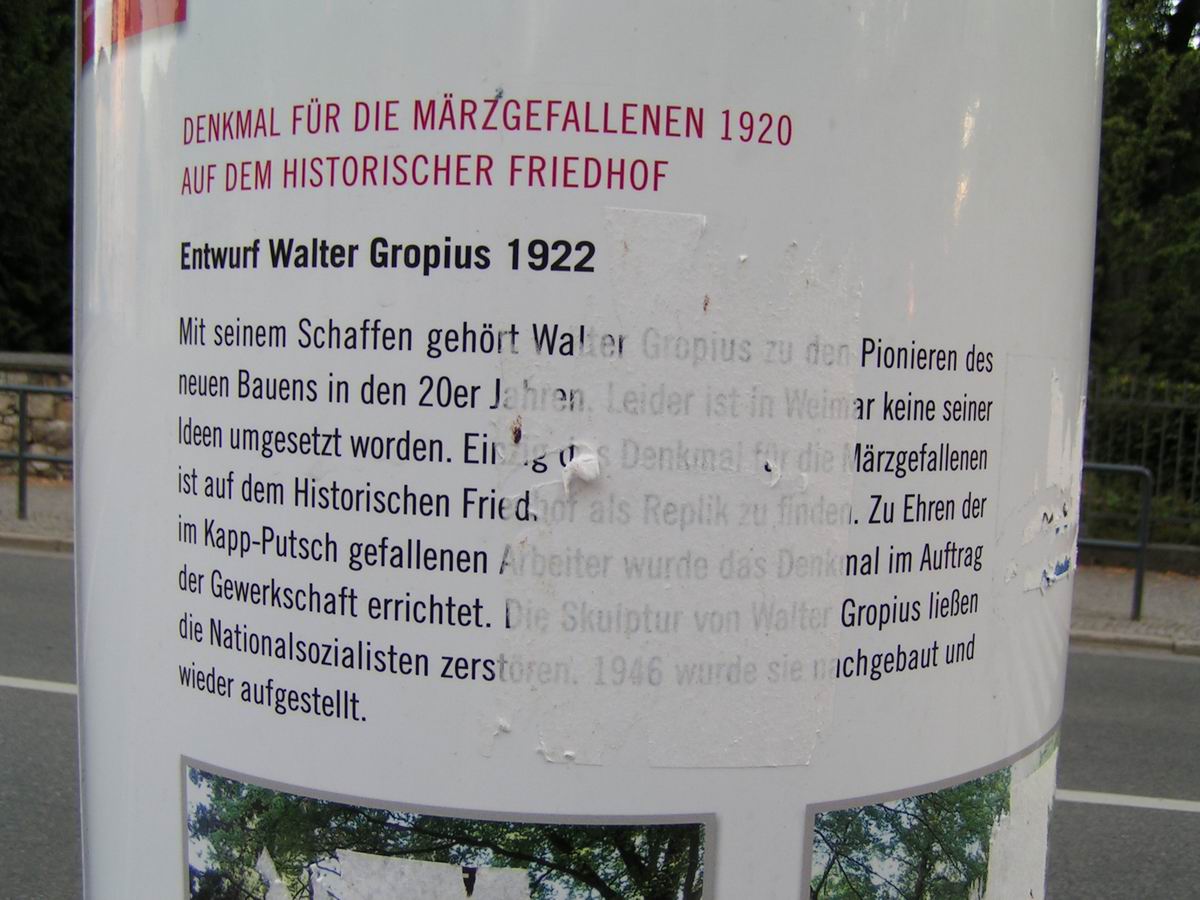 DENKMAL FÜR DIE MÄRZGEFALLENEN 1920
AUF DEM HISTORISCHER FRIEDHOF
Entwurf Walter Gropius 1922
Mit seinem Schaffen gehört Walter Gropius zu den Pionieren des
neuen Bauens in den 20er Jahren. Leider ist in Weimar keine seiner
Ideen umgesetzt worden. Einzig das Denkmal für die Märzgefallenen
ist auf dem Historischen Friedhof als Replik zu finden. Zu Ehren der
im Kapp-Putsch gefallenen Arbeiter wurde das Denkmal im Auftrag
der Gewerkschaft errichtet. Die Skulptur von Walter Gropius ließen
die Nationalsozialisten zerstören. 1946 wurde sie nachgebaut und
wieder aufgestellt.